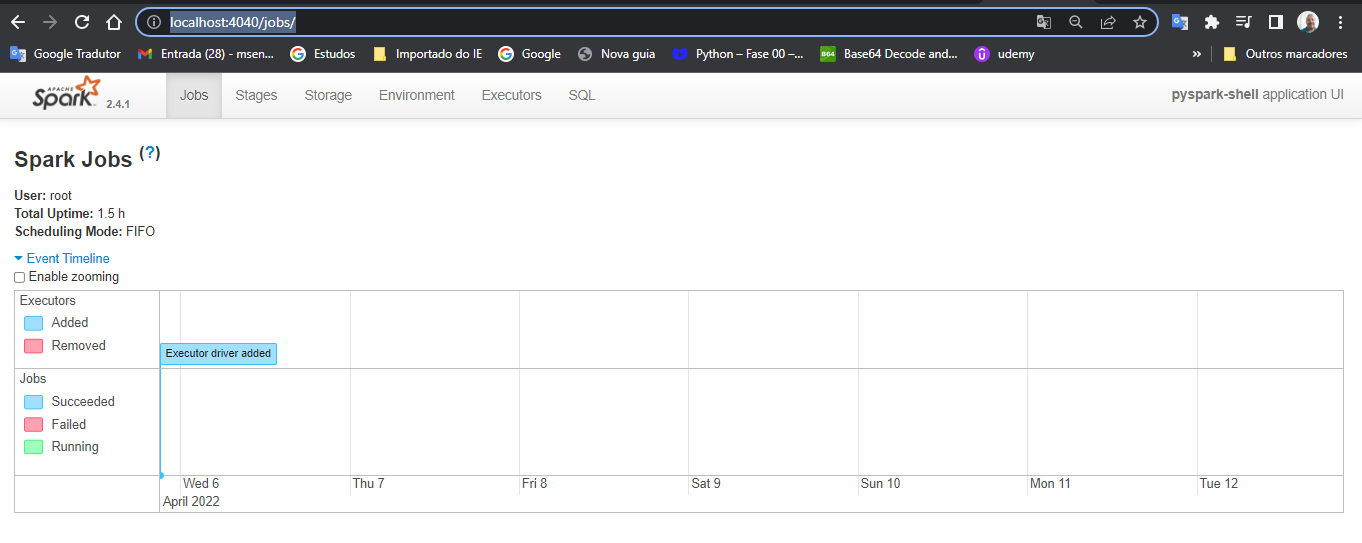 localhost:4040/jobs/
Google Tradutor Entrada (28) – msen... Estudos Importado do IE Google Nova guia Python – Fase 00 –... B64 Base64 Decode and... udemy » Outros marcadores
APACHE Spark 2.4.1 Jobs Stages Storage Environment Executors SQL pyspark-shell application UI
Spark Jobs (?)
User: root
Total Uptime: 1.5 h
Scheduling Mode: FIFO
Event Timeline
Enable zooming
Executors
Added
Removed
Executor driver added
Jobs
Succeeded
Failed
Running
Wed 6 Thu 7 Fri 8 Sat 9 Sun 10 Mon 11 Tue 12
April 2022